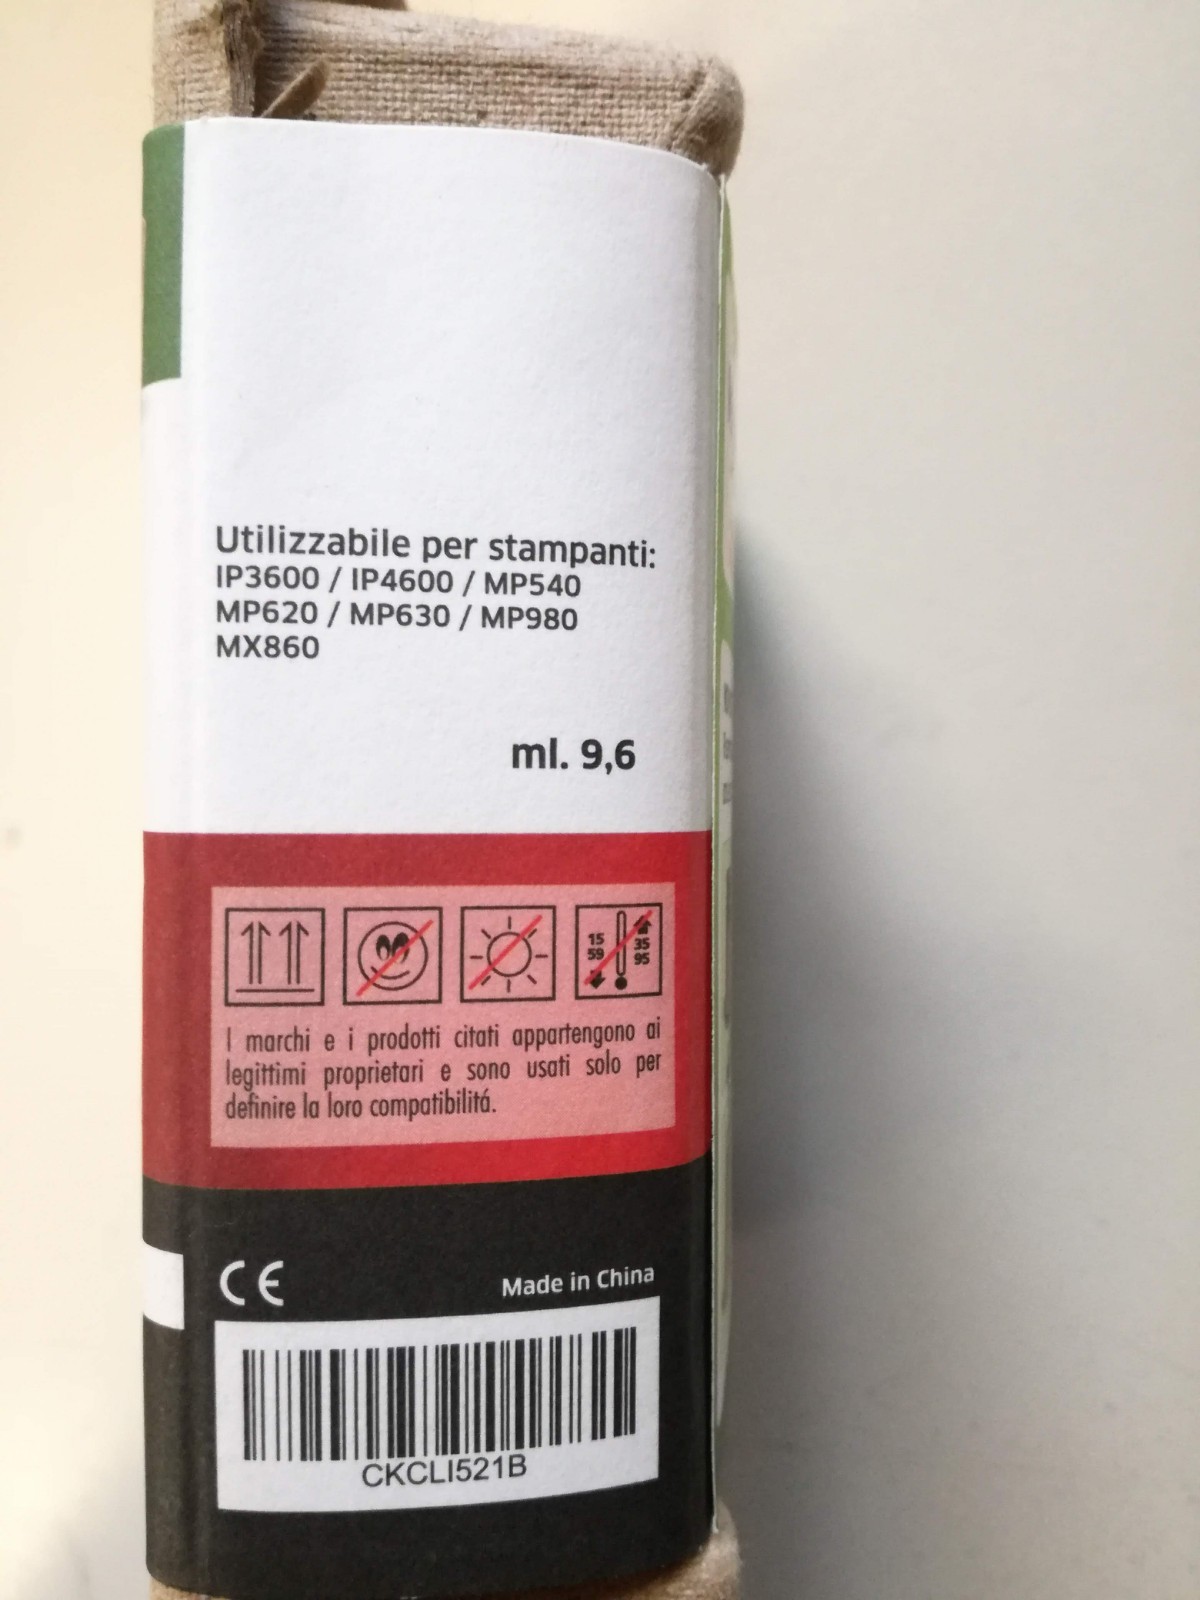 Utilizzabile per stampanti:
IP3600 / IP4600 / MP540
MP620 / MP630 / MP980
MX860
ml. 9,6
15 35
59 95
I marchi e i prodotti citati appartengono ai
legittimi proprietari e sono usati solo per
definire la loro compatibilitá.
CE
Made in China
CKCLI521B